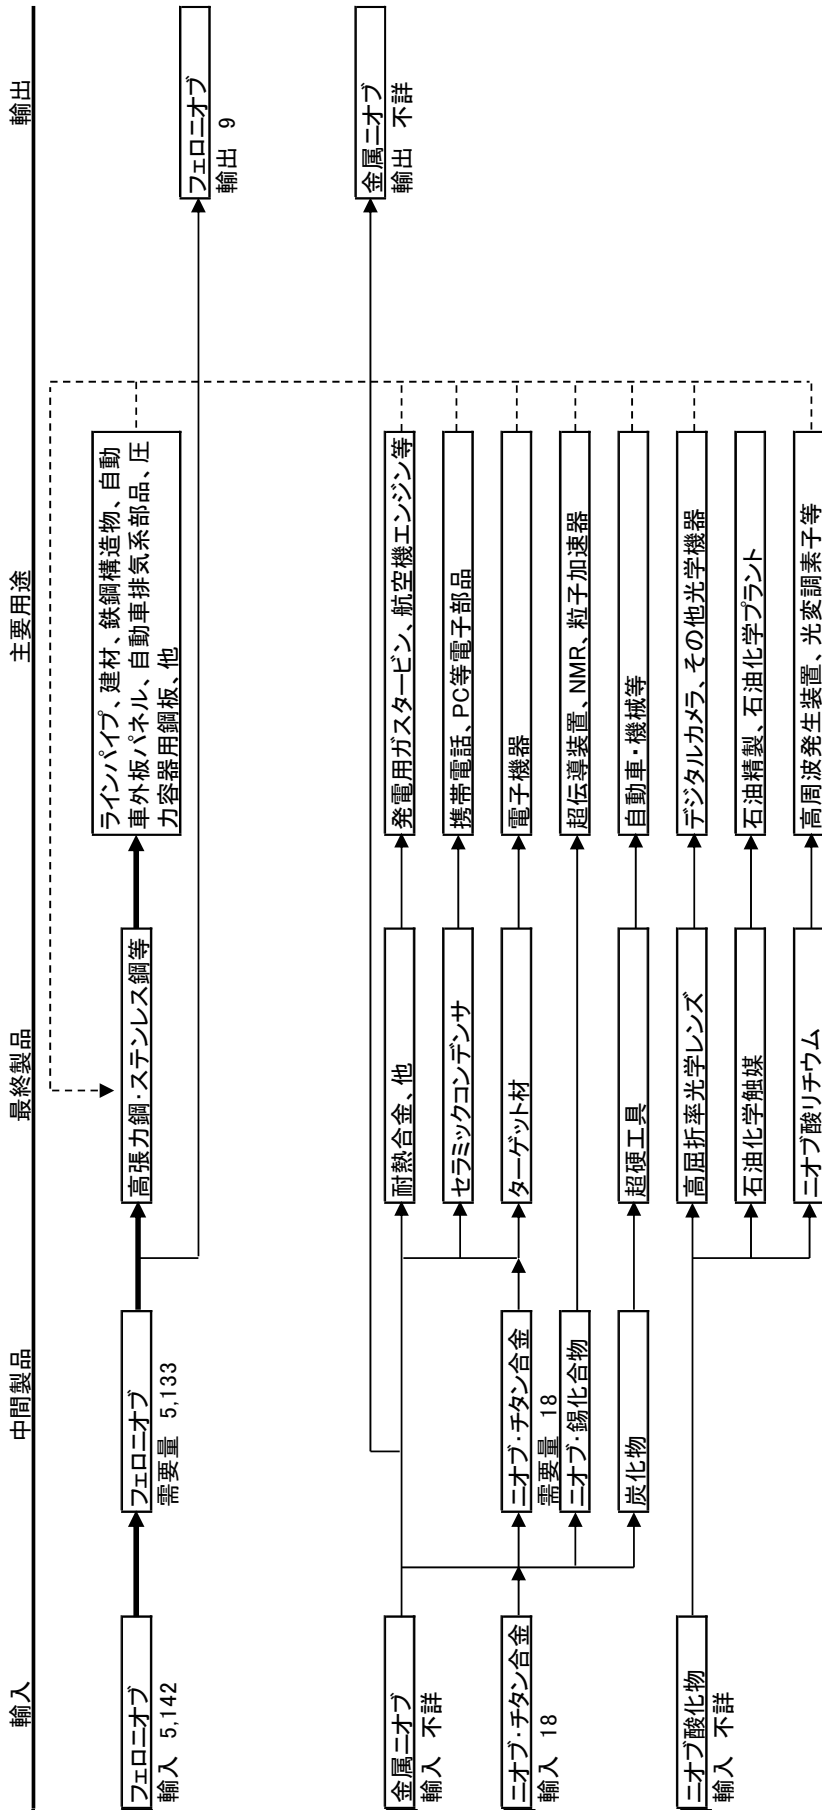 輸入
中間製品
最終製品
主要用途
輸出
フェロニオブ
輸入 5,142
フェロニオブ
需要量 5,133
高張力鋼・ステンレス鋼等
ラインパイプ、建材、鉄鋼構造物、自動
車外板パネル、自動車排気系部品、圧
力容器用鋼板、他
フェロニオブ
輸出 9
金属ニオブ
輸出 不詳
金属ニオブ
輸入 不詳
耐熱合金、他
発電用ガスタービン、航空機エンジン等
セラミックコンデンサ
携帯電話、PC等電子部品
ニオブ・チタン合金
輸入 18
ニオブ・チタン合金
需要量 18
ターゲット材
電子機器
ニオブ・錫化合物
超伝導装置、NMR、粒子加速器
炭化物
超硬工具
自動車・機械等
ニオブ酸化物
輸入 不詳
高屈折率光学レンズ
デジタルカメラ、その他光学機器
石油化学触媒
石油精製、石油化学プラント
ニオブ酸リチウム
高周波発生装置、光変調素子等